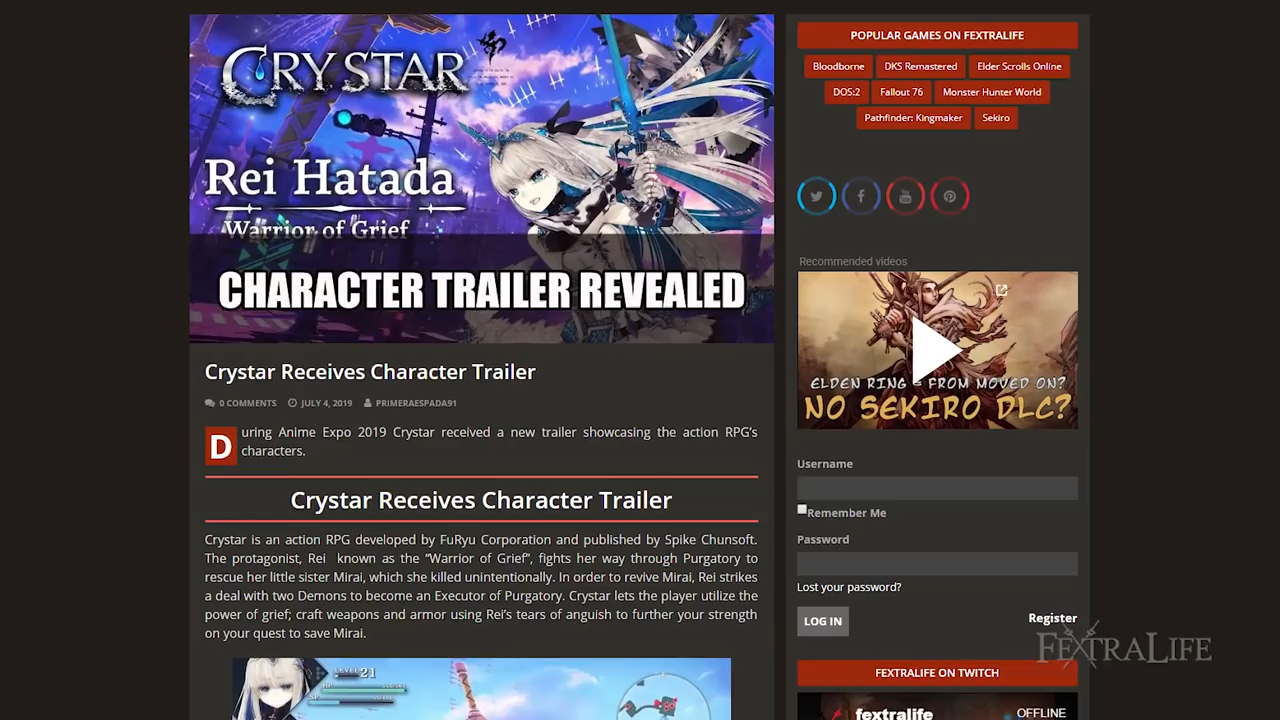 CRYSTAR
Rei Hatada
Warrior of Grief
CHARACTER TRAILER REVEALED
Crystar Receives Character Trailer
0 COMMENTS JULY 4, 2019 PRIMERAESPADA91
During Anime Expo 2019 Crystar received a new trailer showcasing the action RPG's
characters.
Crystar Receives Character Trailer
Crystar is an action RPG developed by FuRyu Corporation and published by Spike Chunsoft.
The protagonist, Rei known as the "Warrior of Grief", fights her way through Purgatory to
rescue her little sister Mirai, which she killed unintentionally. In order to revive Mirai, Rei strikes
a deal with two Demons to become an Executor of Purgatory. Crystar lets the player utilize the
power of grief; craft weapons and armor using Rei's tears of anguish to further your strength
on your quest to save Mirai.
LEVEL 21
HP
SP
POPULAR GAMES ON FEXTRALIFE
Bloodborne DKS Remastered Elder Scrolls Online
DOS:2 Fallout 76 Monster Hunter World
Pathfinder: Kingmaker Sekiro
Recommended videos
ELDEN RING = FROM MOVED ON?
NO SEKIRO DLC?
Username
Remember Me
Password
Lost your password?
LOG IN Register
FEXTRALIFE
FEXTRALIFE ON TWITCH
fextralife OFFLINE